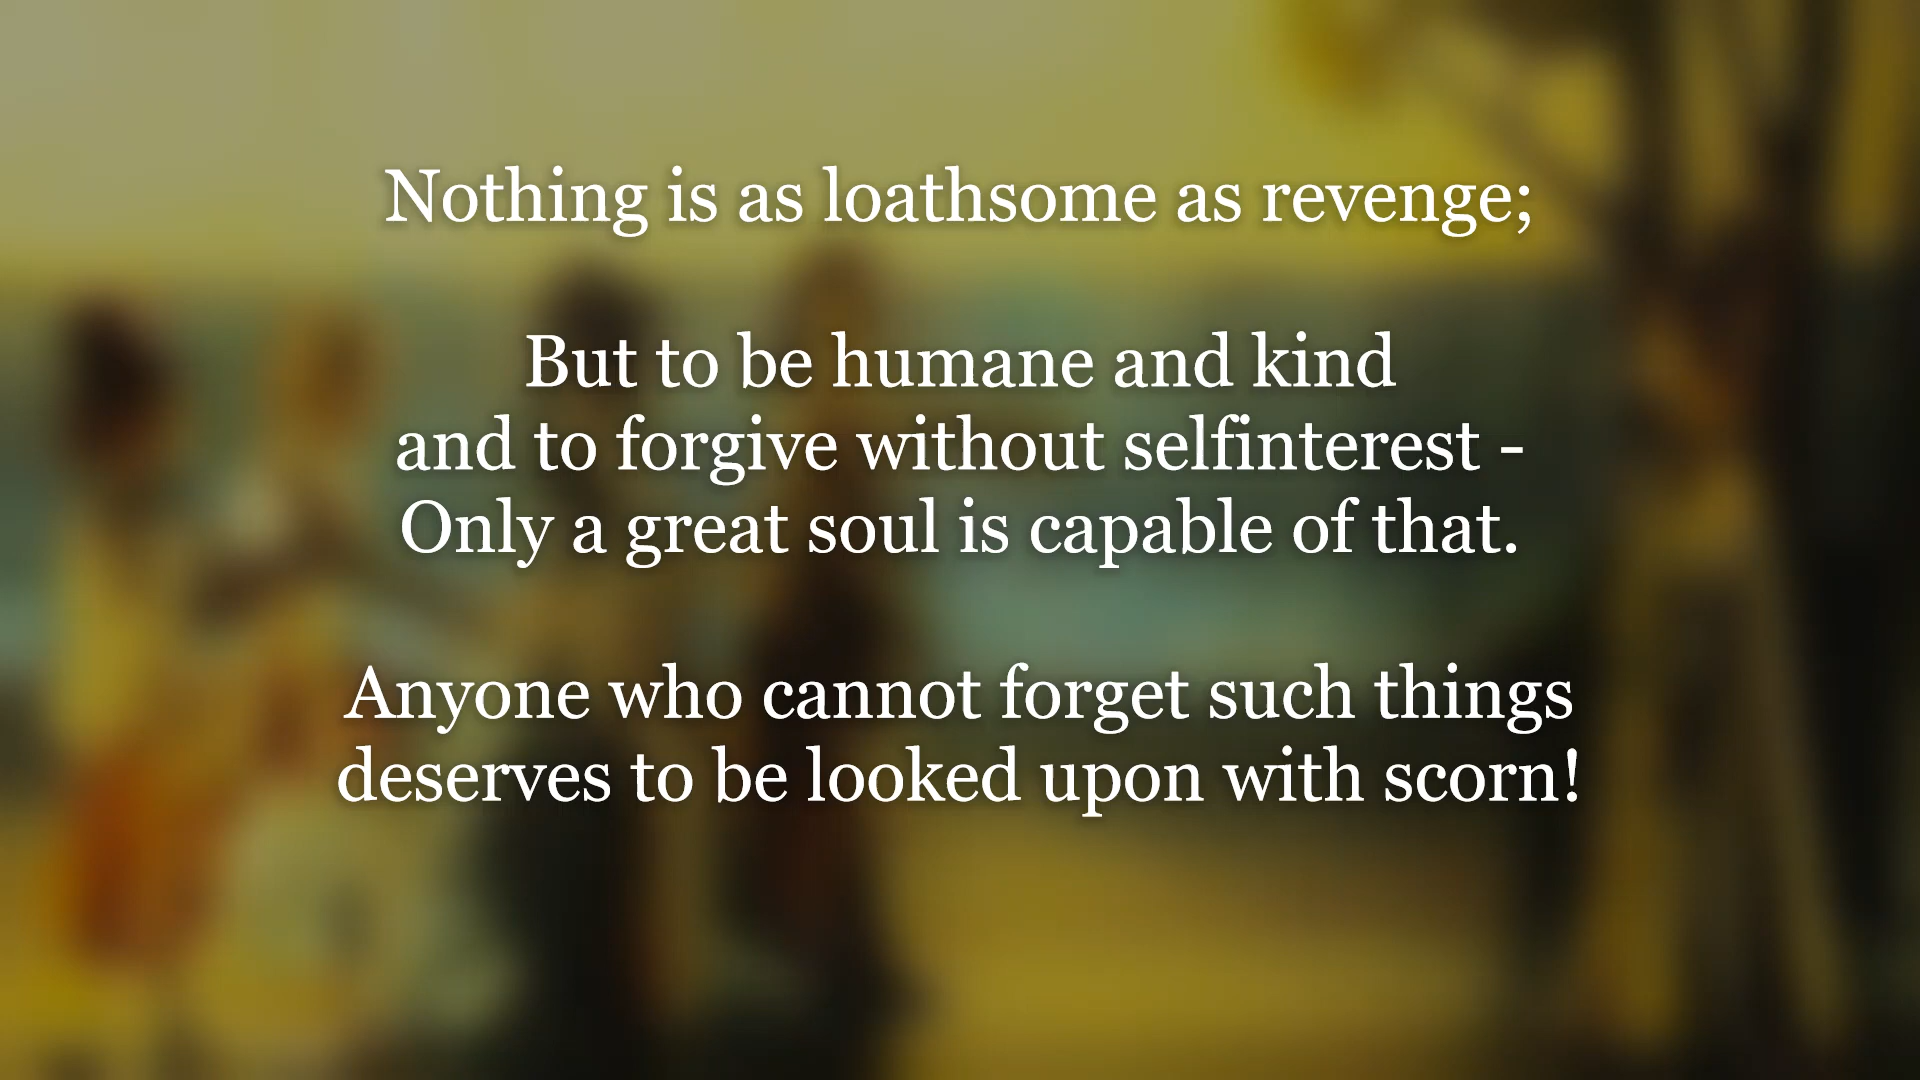 Nothing is as loathsome as revenge;
But to be humane and kind
and to forgive without selfinterest -
Only a great soul is capable of that.
Anyone who cannot forget such things
deserves to be looked upon with scorn!